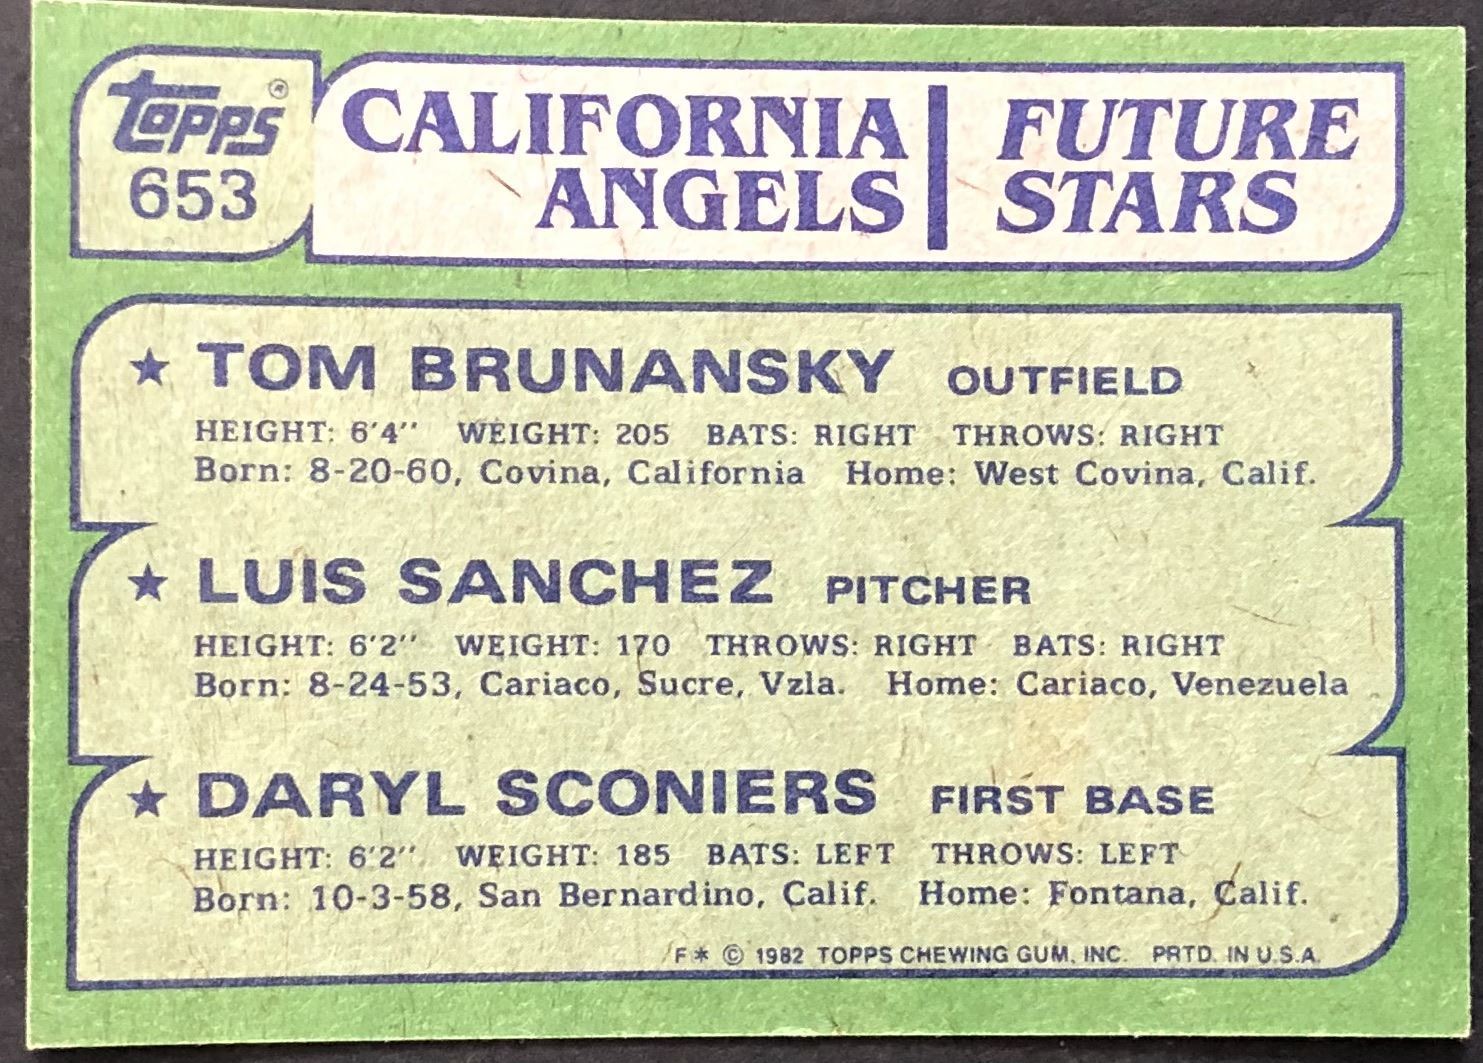 topps®
653
CALIFORNIA ANGELS
FUTURE STARS
★ TOM BRUNANSKY OUTFIELD
HEIGHT: 6'4" WEIGHT: 205 BATS: RIGHT THROWS: RIGHT
Born: 8-20-60, Covina, California Home: West Covina, Calif.
★ LUIS SANCHEZ PITCHER
HEIGHT: 6'2" WEIGHT: 170 THROWS: RIGHT BATS: RIGHT
Born: 8-24-53, Cariaco, Sucre, Vzla. Home: Cariaco, Venezuela
★ DARYL SCONIERS FIRST BASE
HEIGHT: 6'2" WEIGHT: 185 BATS: LEFT THROWS: LEFT
Born: 10-3-58, San Bernardino, Calif. Home: Fontana, Calif.
F* © 1982 TOPPS CHEWING GUM, INC. PRTD. IN U.S.A.